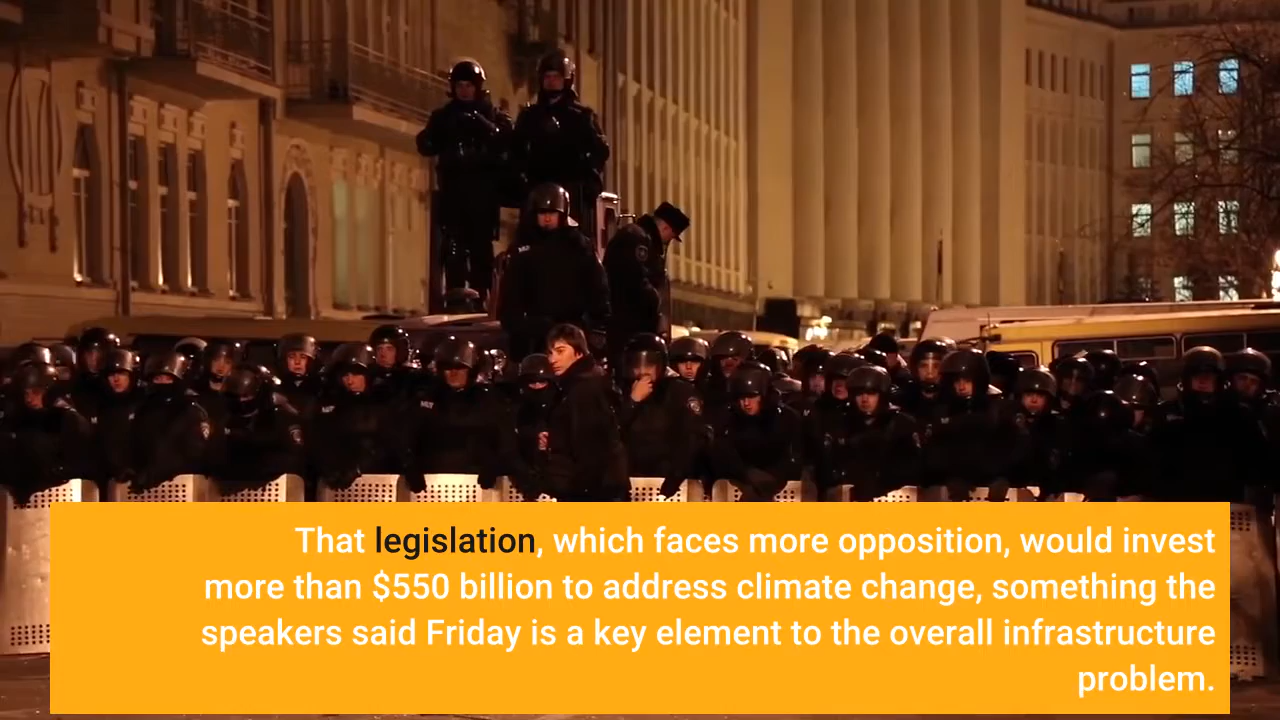 That legislation, which faces more opposition, would invest
more than $550 billion to address climate change, something the
speakers said Friday is a key element to the overall infrastructure
problem.